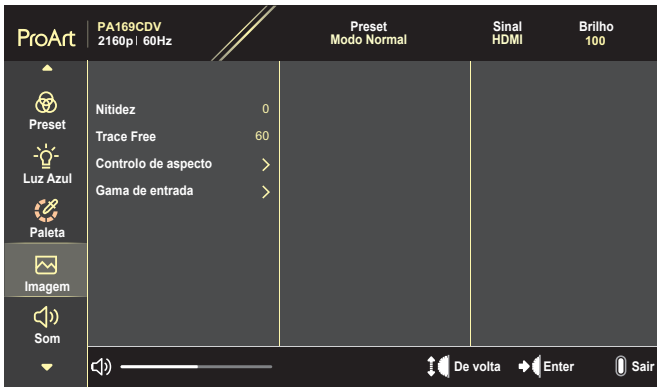 ProArt
PA169CDV
2160p 60Hz
Preset
Modo Normal
Sinal
HDMI
Brilho
100
Preset
Luz Azul
Paleta
Imagem
Som
Nitidez 0
Trace Free 60
Controlo de aspecto
Gama de entrada
De volta
Enter
Sair